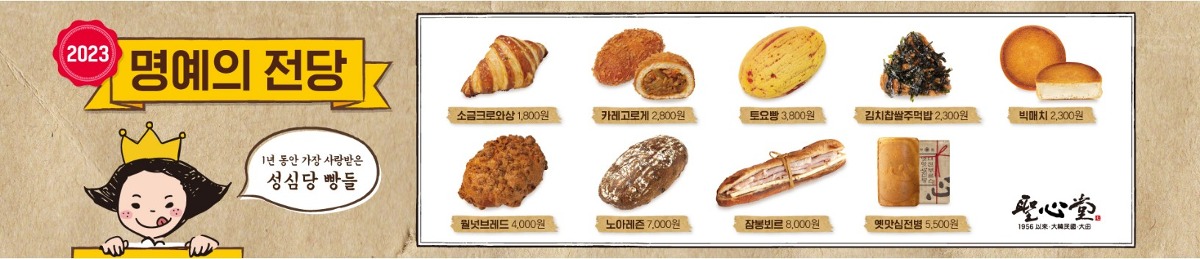 2023
명예의 전당
1년 동안 가장 사랑받은
성심당 빵들
소금크로와상 1,800원
카레고로게 2,800원
토요빵 3,800원
김치찹쌀주먹밥 2,300원
빅매치 2,300원
월넛브레드 4,000원
노아레즌 7,000원
잠봉뵈르 8,000원
옛맛심전병 5,500원
聖心堂
1956 以來·大韓民國·大田